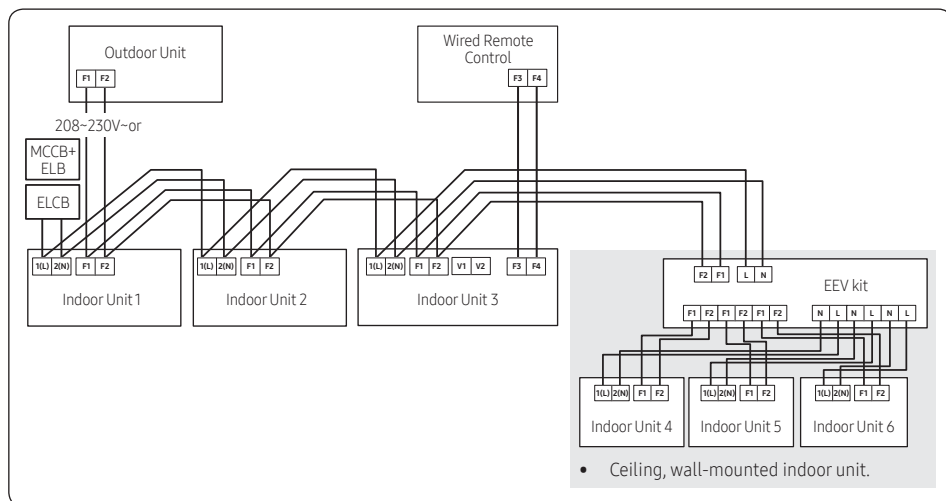 Outdoor Unit
F1 F2
Wired Remote
Control
F3 F4
208~230V~or
MCCB+
ELB
ELCB
1(L) 2(N) F1 F2
Indoor Unit 1
1(L) 2(N) F1 F2
Indoor Unit 2
1(L) 2(N) F1 F2 V1 V2 F3 F4
Indoor Unit 3
F2 F1 L N
EEV kit
F1 F2 F1 F2 F1 F2 N L N L N L
1(L) 2(N) F1 F2
Indoor Unit 4
1(L) 2(N) F1 F2
Indoor Unit 5
1(L) 2(N) F1 F2
Indoor Unit 6
• Ceiling, wall-mounted indoor unit.